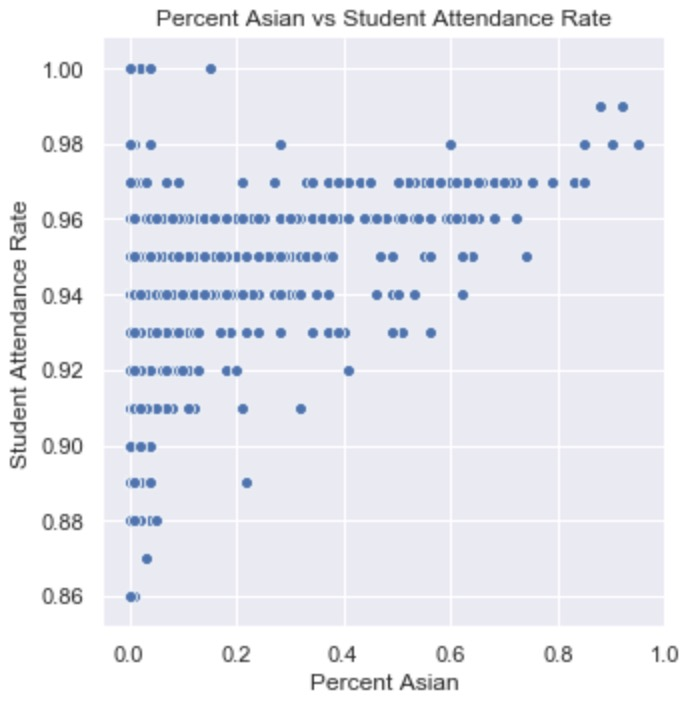 Percent Asian vs Student Attendance Rate
1.00
0.98
0.96
0.94
0.92
0.90
0.88
0.86
Student Attendance Rate
0.0 0.2 0.4 0.6 0.8 1.0
Percent Asian